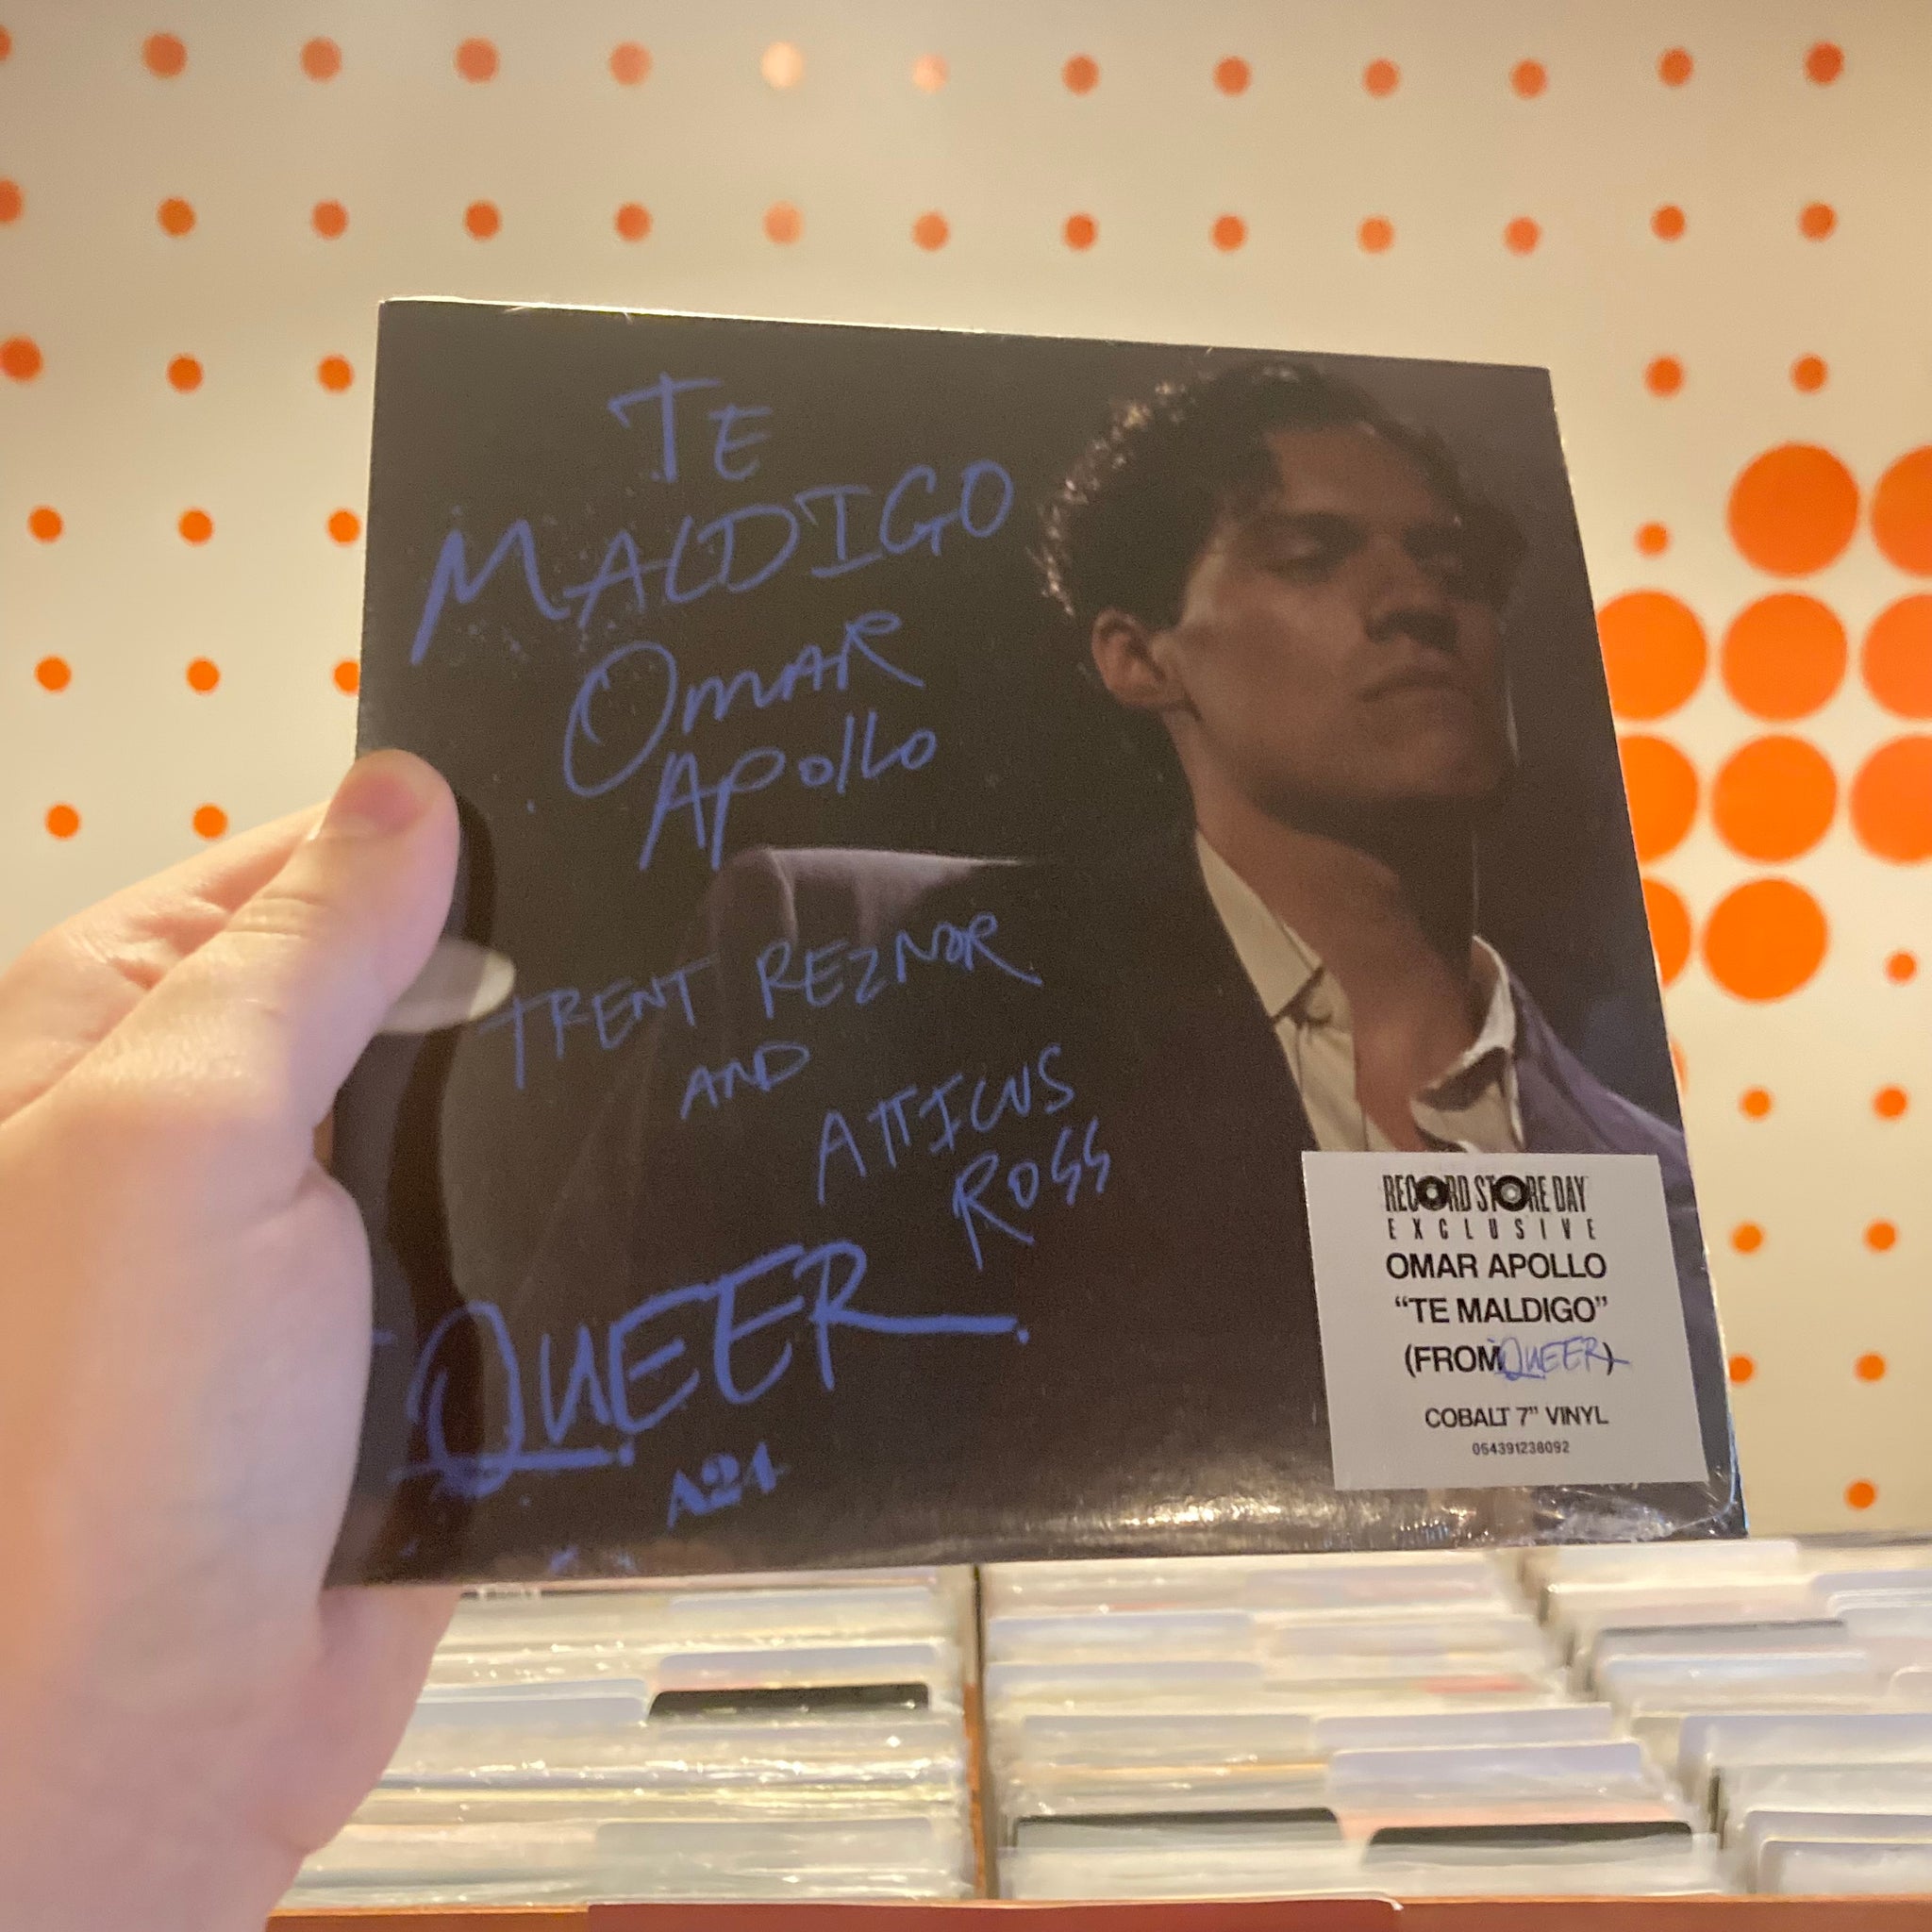 TE
MALDIGO
OMAR
APOLLO
TRENT REZNOR
AND
ATTICUS
ROSS
QUEER
A24
RECORD STORE DAY
EXCLUSIVE
OMAR APOLLO
“TE MALDIGO”
(FROM QUEER)
COBALT 7” VINYL
054391238092